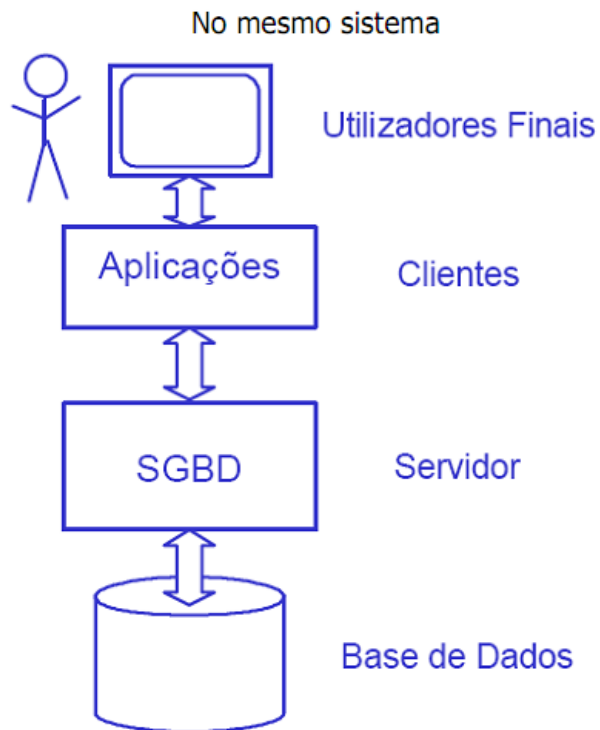 No mesmo sistema
Utilizadores Finais
Aplicações
Clientes
SGBD
Servidor
Base de Dados